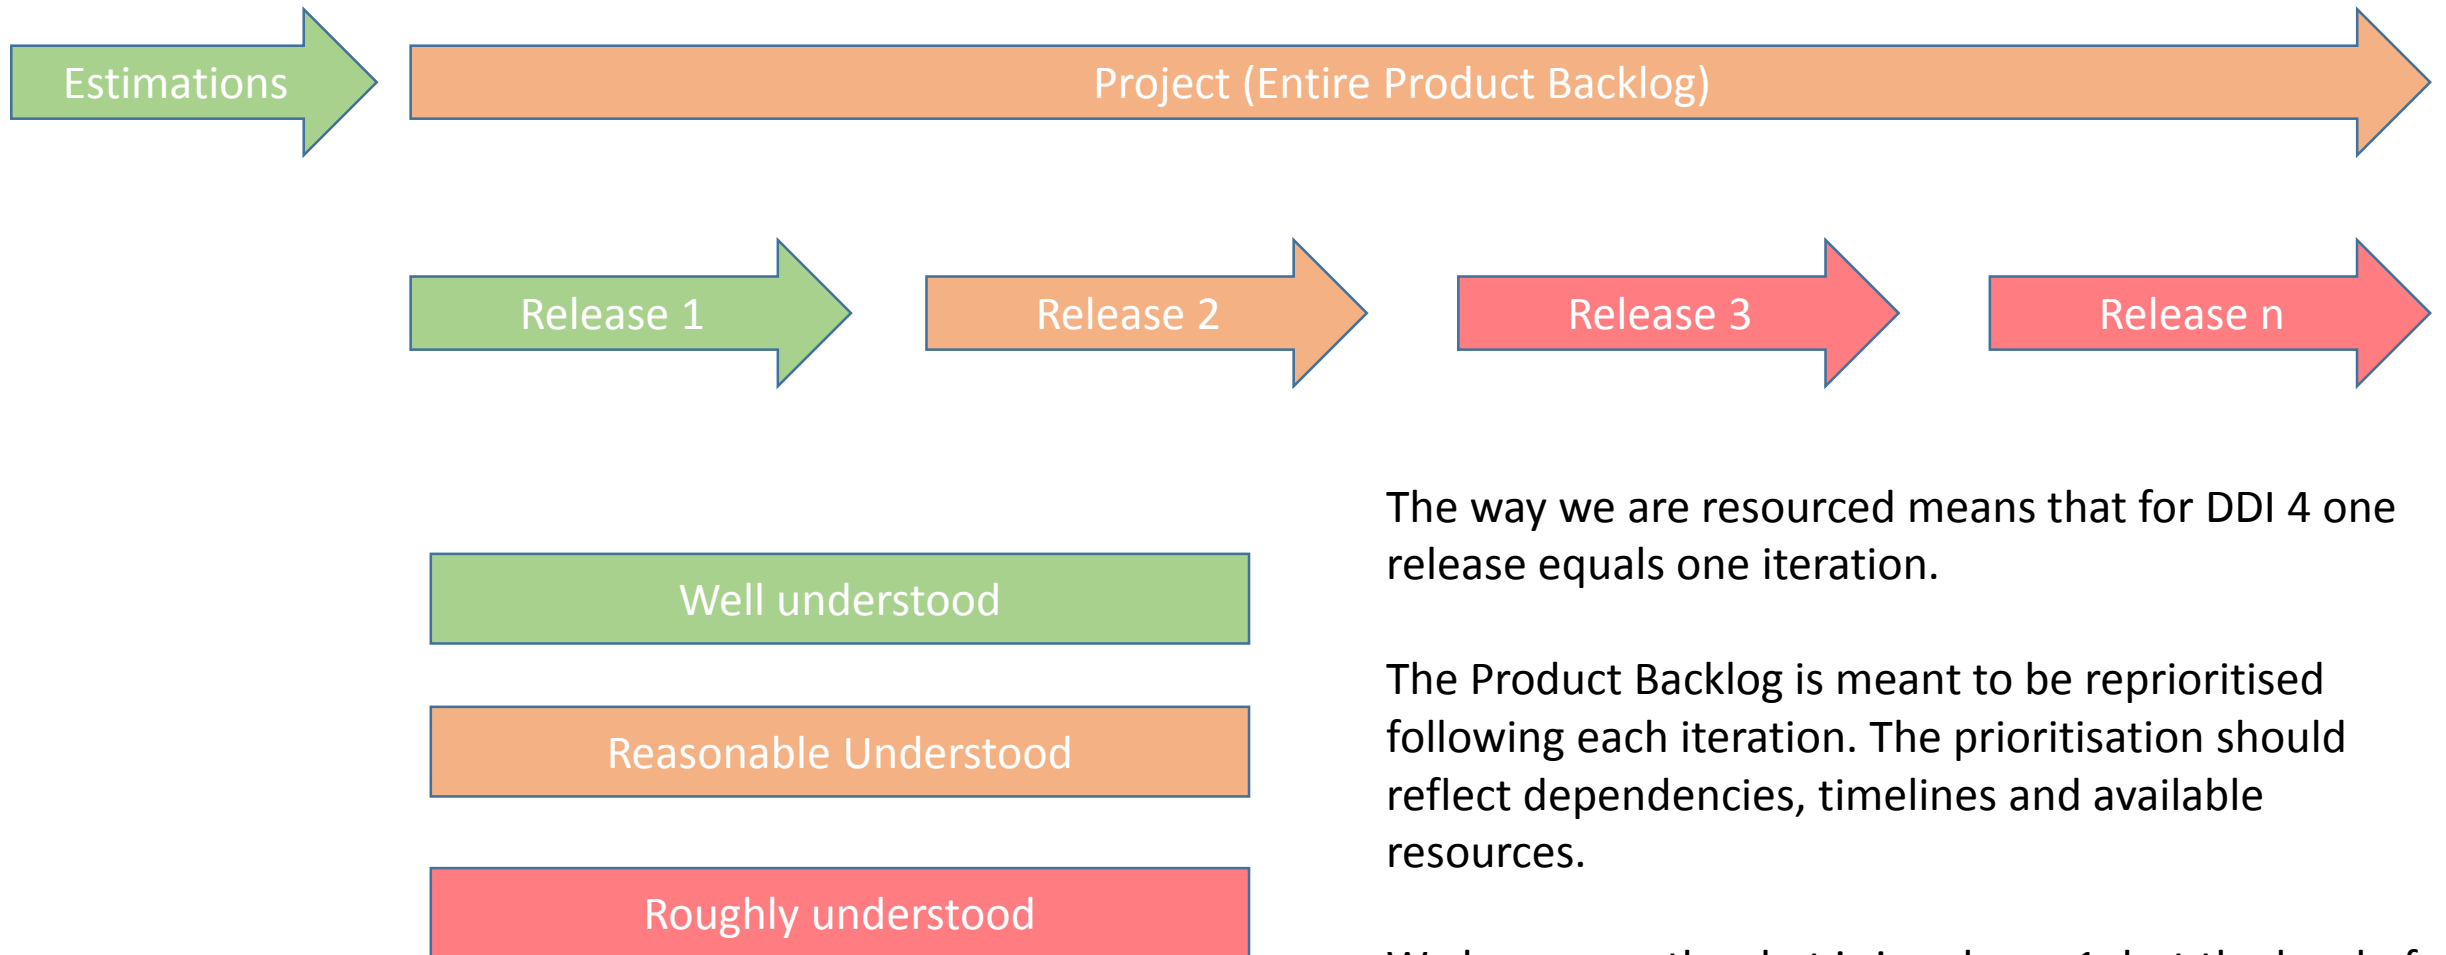 Estimations
Project (Entire Product Backlog)
Release 1
Release 2
Release 3
Release n
Well understood
Reasonable Understood
Roughly understood
The way we are resourced means that for DDI 4 one
release equals one iteration.
The Product Backlog is meant to be reprioritised
following each iteration. The prioritisation should
reflect dependencies, timelines and available
resources.